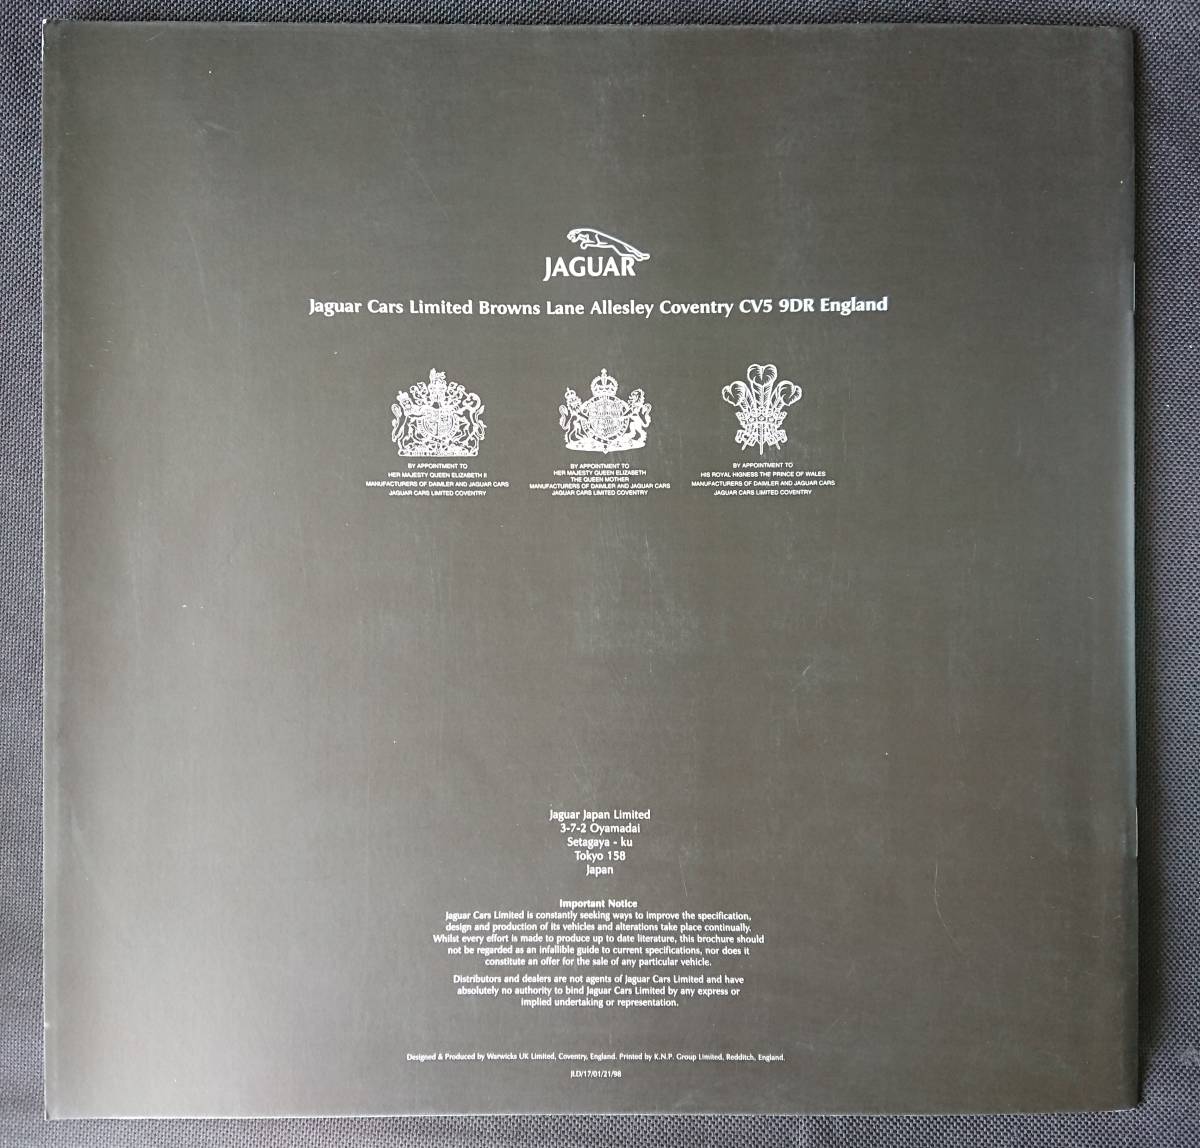 JAGUAR
Jaguar Cars Limited Browns Lane Allesley Coventry CV5 9DR England
BY APPOINTMENT TO
HER MAJESTY QUEEN ELIZABETH II
MANUFACTURERS OF DAIMLER AND JAGUAR CARS
JAGUAR CARS LIMITED COVENTRY
BY APPOINTMENT TO
HER MAJESTY QUEEN ELIZABETH
THE QUEEN MOTHER
MANUFACTURERS OF DAIMLER AND JAGUAR CARS
JAGUAR CARS LIMITED COVENTRY
BY APPOINTMENT TO
HIS ROYAL HIGNESS THE PRINCE OF WALES
MANUFACTURERS OF DAIMLER AND JAGUAR CARS
JAGUAR CARS LIMITED COVENTRY
Jaguar Japan Limited
3-7-2 Oyamadai
Setagaya - ku
Tokyo 158
Japan
Important Notice
Jaguar Cars Limited is constantly seeking ways to improve the specification,
design and production of its vehicles and alterations take place continually.
Whilst every effort is made to produce up to date literature, this brochure should
not be regarded as an infallible guide to current specifications, nor does it
constitute an offer for the sale of any particular vehicle.
Distributors and dealers are not agents of Jaguar Cars Limited and have
absolutely no authority to bind Jaguar Cars Limited by any express or
implied undertaking or representation.
Designed & Produced by Warwicks UK Limited, Coventry, England. Printed by K.N.P. Group Limited, Redditch, England.
JLD/17/01/21/98